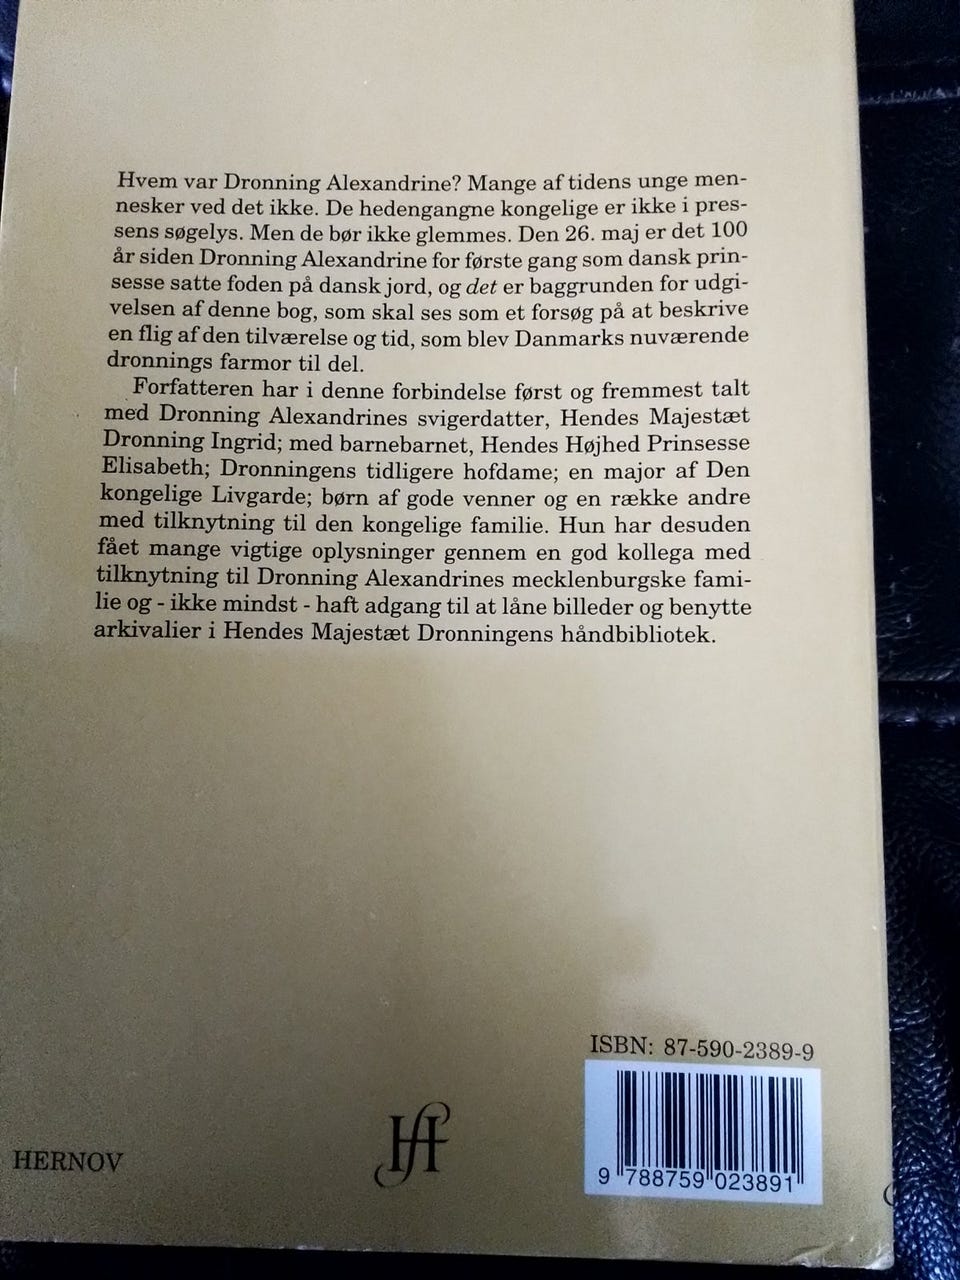 Hvem var Dronning Alexandrine? Mange af tidens unge men-
nesker ved det ikke. De hedengangne kongelige er ikke i pres-
sens søgelys. Men de bør ikke glemmes. Den 26. maj er det 100
år siden Dronning Alexandrine for første gang som dansk prin-
sesse satte foden på dansk jord, og det er baggrunden for udgi-
velsen af denne bog, som skal ses som et forsøg på at beskrive
en flig af den tilværelse og tid, som blev Danmarks nuværende
dronnings farmor til del.
Forfatteren har i denne forbindelse først og fremmest talt
med Dronning Alexandrines svigerdatter, Hendes Majestæt
Dronning Ingrid; med barnebarnet, Hendes Højhed Prinsesse
Elisabeth; Dronningens tidligere hofdame; en major af Den
kongelige Livgarde; børn af gode venner og en række andre
med tilknytning til den kongelige familie. Hun har desuden
fået mange vigtige oplysninger gennem en god kollega med
tilknytning til Dronning Alexandrines mecklenburgske fami-
lie og - ikke mindst - haft adgang til at låne billeder og benytte
arkivalier i Hendes Majestæt Dronningens håndbibliotek.
ISBN: 87-590-2389-9
9 788759 023891
HERNOV